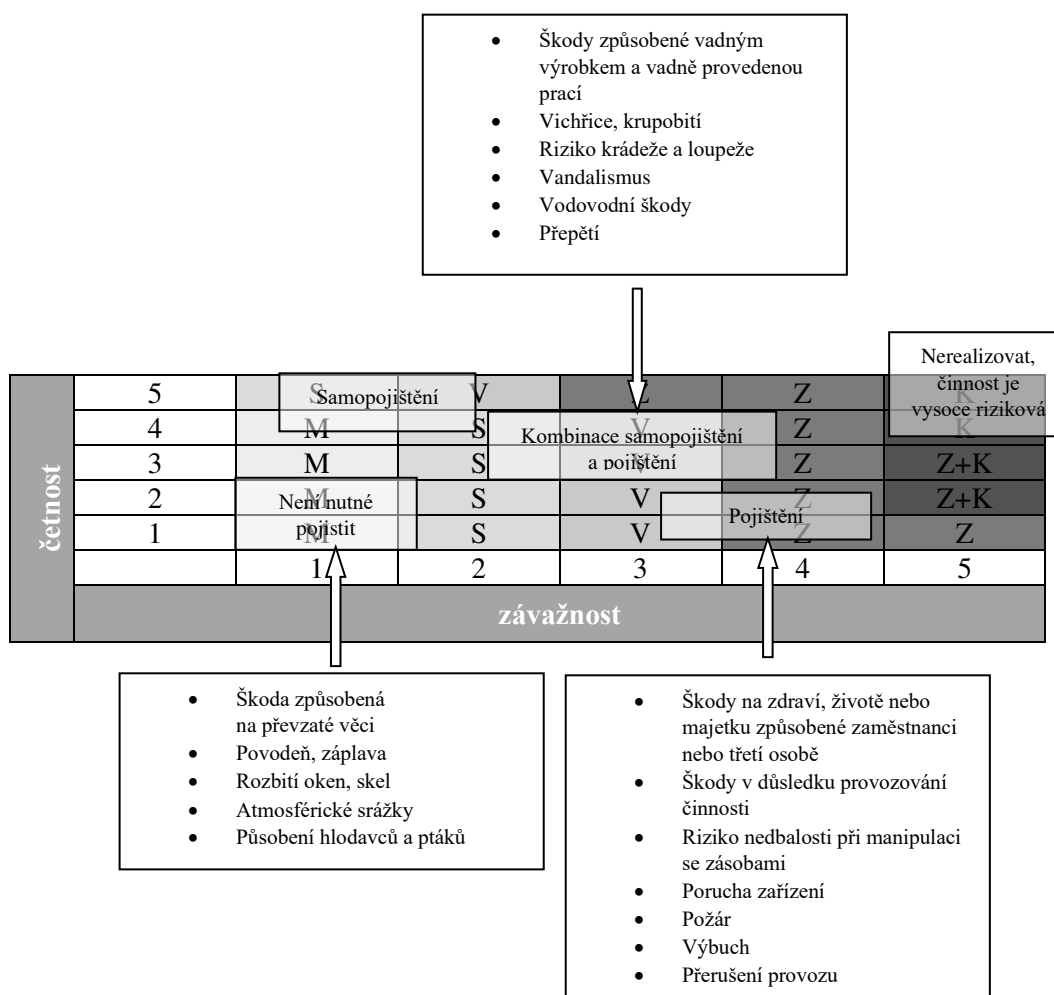 • Škody způsobené vadným
výrobkem a vadně provedenou
prací
• Vichřice, krupobití
• Riziko krádeže a loupeže
• Vandalismus
• Vodovodní škody
• Přepětí
Nerealizovat,
činnost je
vysoce riziková
Samopojištění
Kombinace samopojištění
a pojištění
Není nutné
pojistit
Pojištění
četnost
5 S V Z Z K
4 M S V Z K
3 M S V Z Z+K
2 M S V Z Z+K
1 M S V Z Z
1 2 3 4 5
závažnost
• Škoda způsobená
na převzaté věci
• Povodeň, záplava
• Rozbití oken, skel
• Atmosférické srážky
• Působení hlodavců a ptáků
• Škody na zdraví, životě nebo
majetku způsobené zaměstnanci
nebo třetí osobě
• Škody v důsledku provozování
činnosti
• Riziko nedbalosti při manipulaci
se zásobami
• Porucha zařízení
• Požár
• Výbuch
• Přerušení provozu